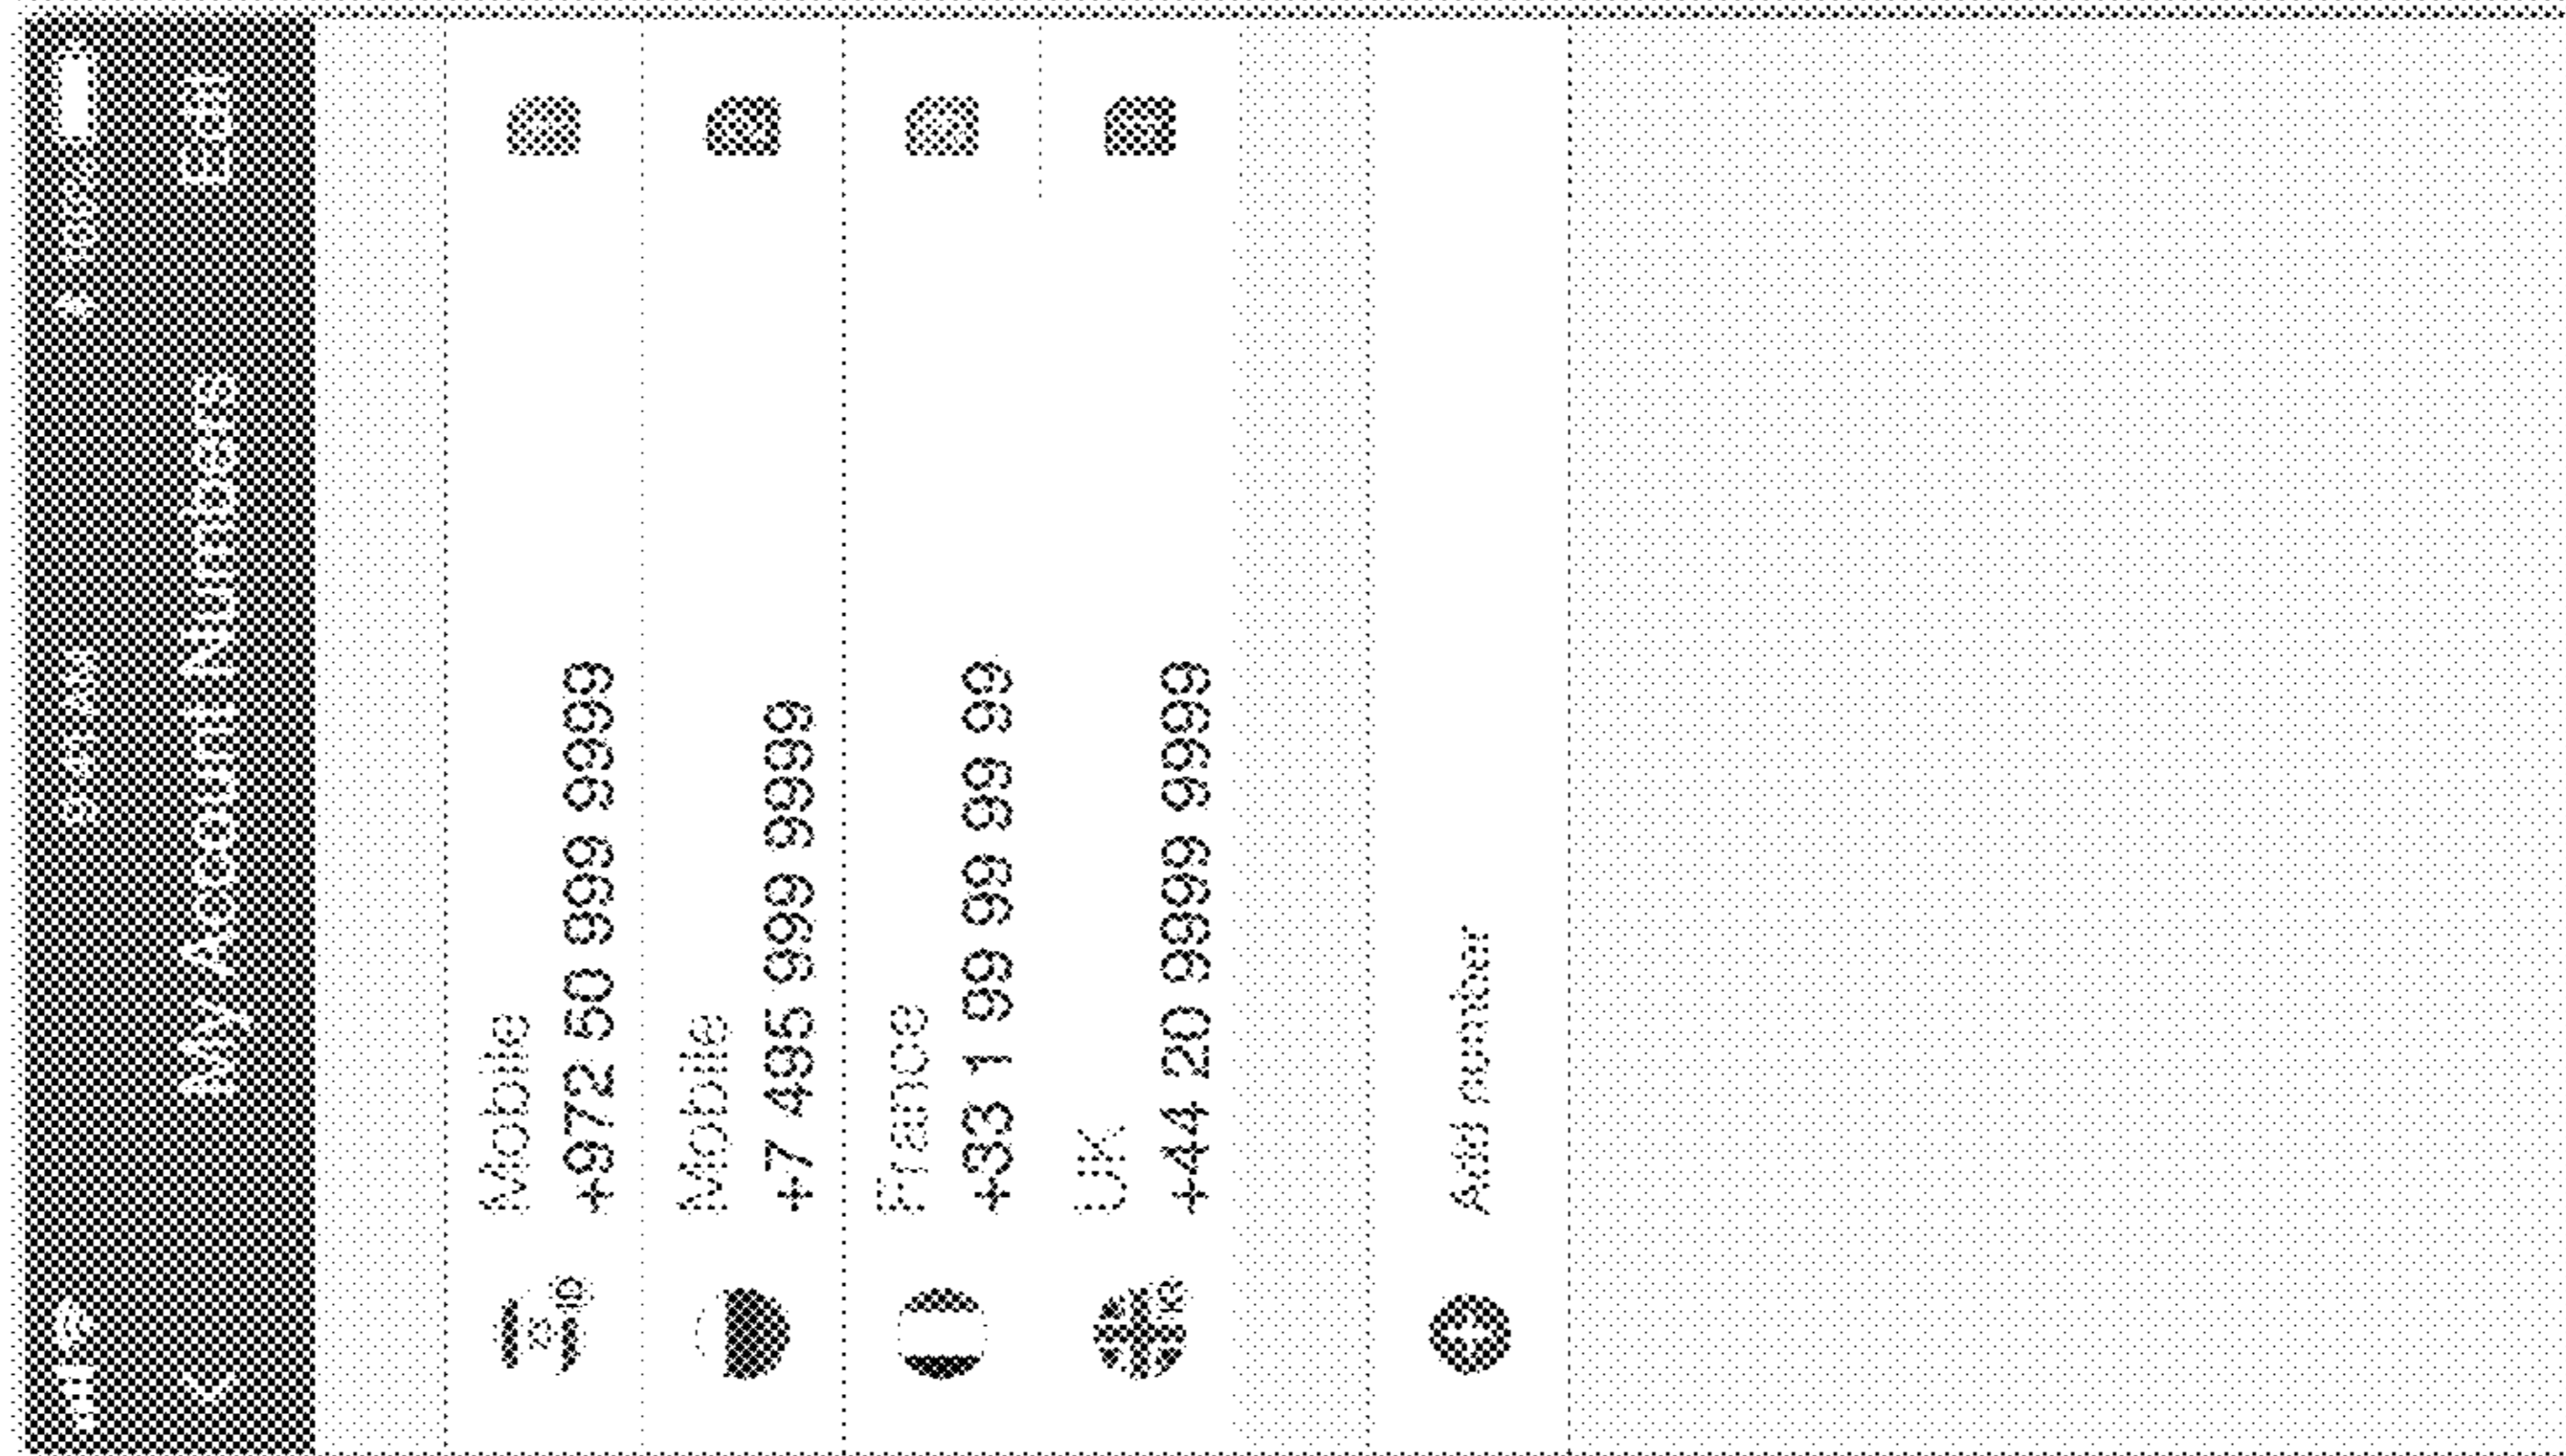 9:41 AM 100%
My Account Numbers
Edit
Mobile
+972 50 999 9999
Mobile
+7 495 999 9999
France
+33 1 99 99 99 99
UK
+44 20 9999 9999
Add number